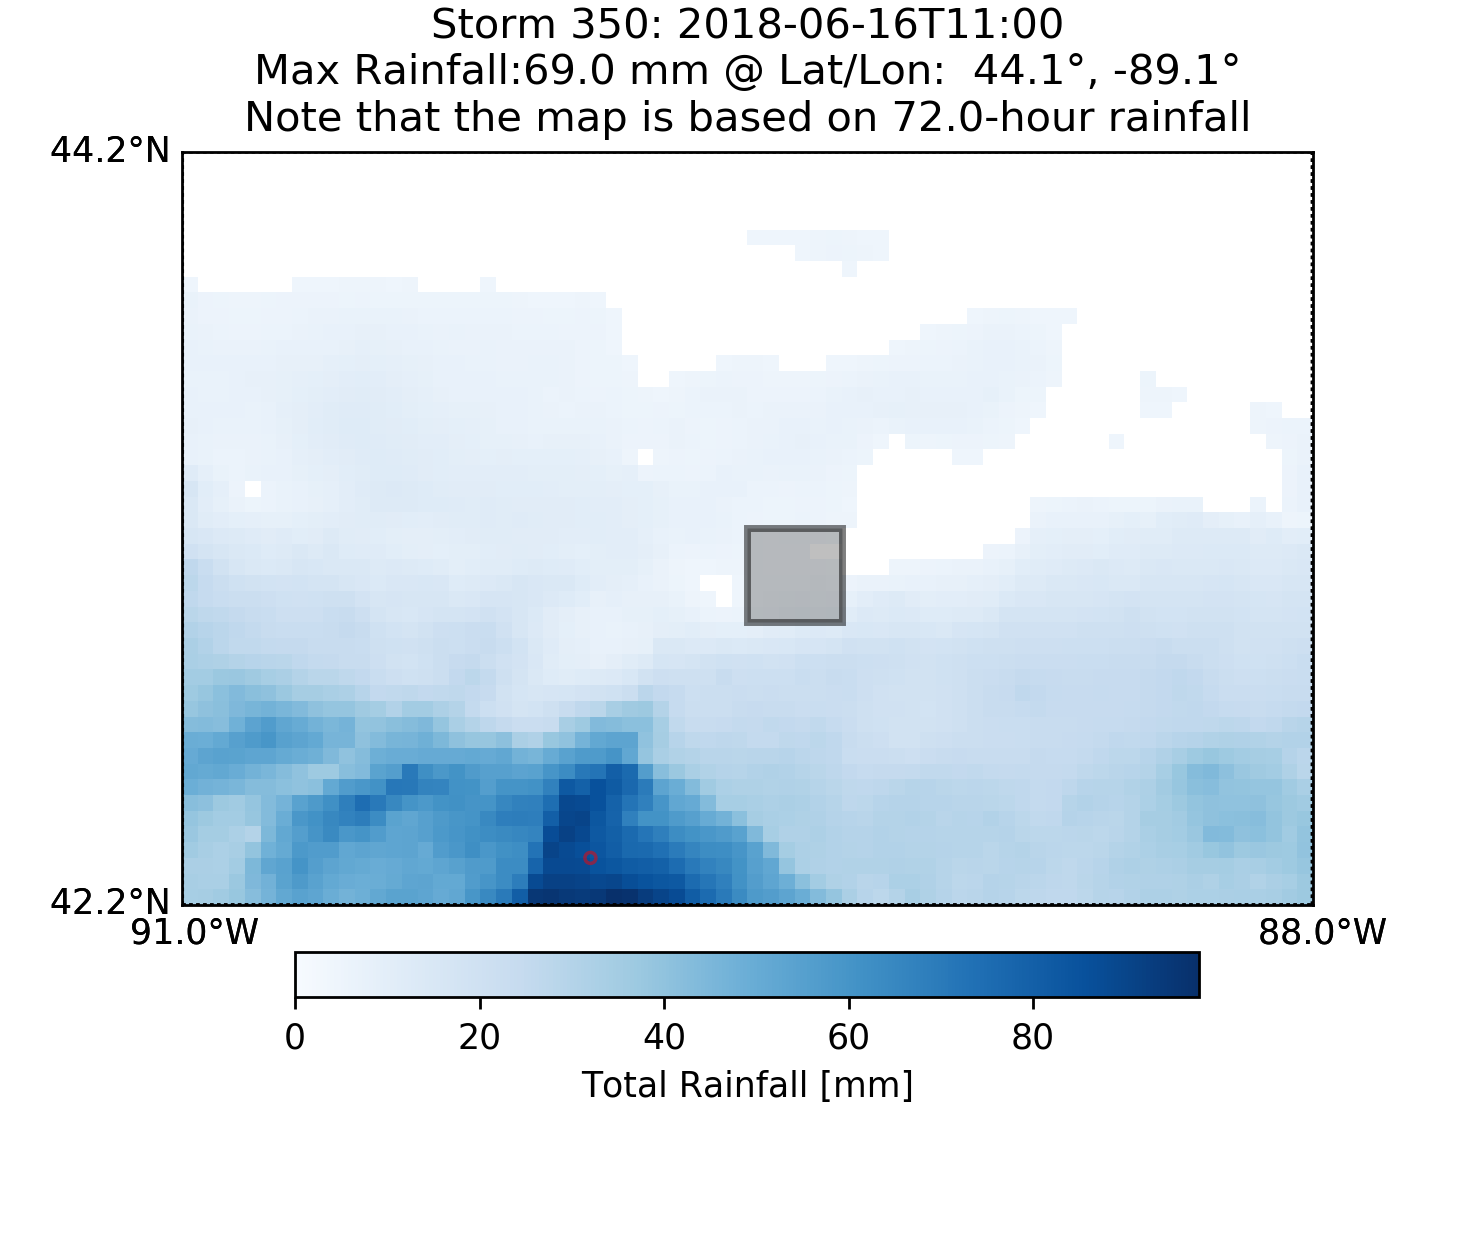 Storm 350: 2018-06-16T11:00
Max Rainfall:69.0 mm @ Lat/Lon:  44.1°, -89.1°
Note that the map is based on 72.0-hour rainfall
44.2°N
42.2°N
91.0°W
88.0°W
0 20 40 60 80
Total Rainfall [mm]